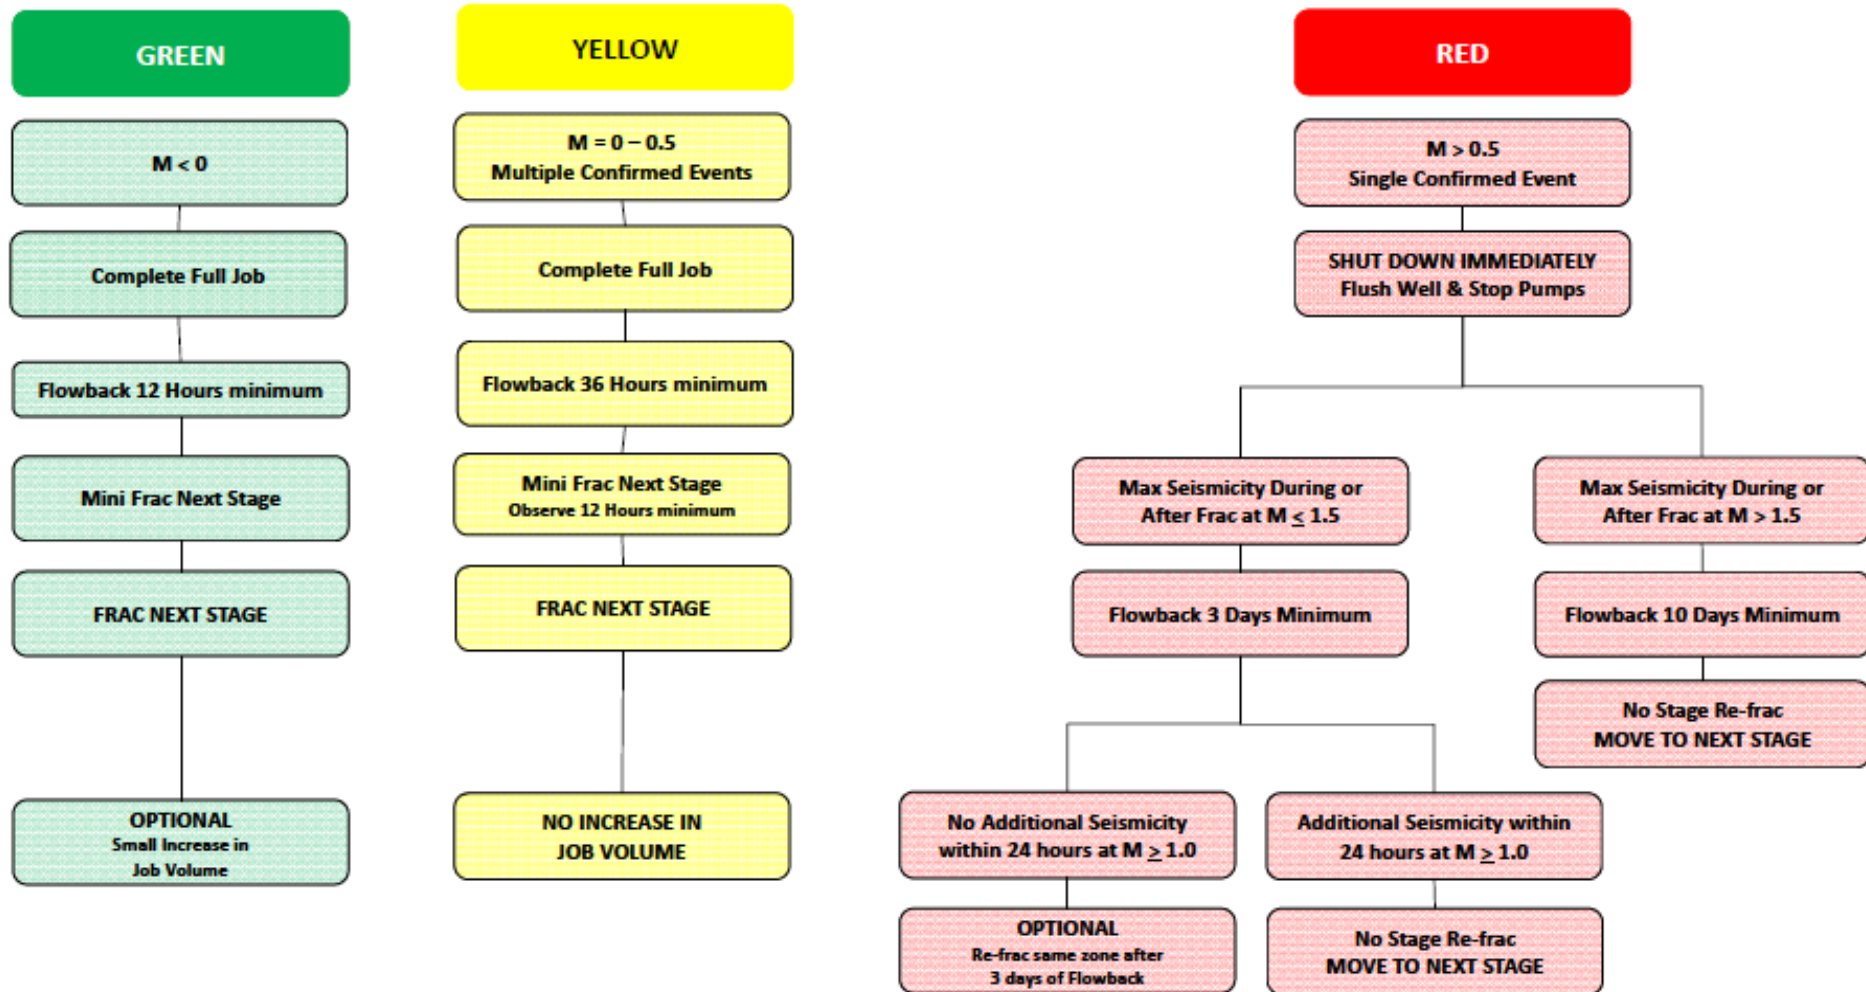 GREEN
M < 0
Complete Full Job
Flowback 12 Hours minimum
Mini Frac Next Stage
FRAC NEXT STAGE
OPTIONAL
Small Increase in
Job Volume
YELLOW
M = 0 – 0.5
Multiple Confirmed Events
Complete Full Job
Flowback 36 Hours minimum
Mini Frac Next Stage
Observe 12 Hours minimum
FRAC NEXT STAGE
NO INCREASE IN
JOB VOLUME
RED
M > 0.5
Single Confirmed Event
SHUT DOWN IMMEDIATELY
Flush Well & Stop Pumps
Max Seismicity During or
After Frac at M ≤ 1.5
Flowback 3 Days Minimum
No Additional Seismicity
within 24 hours at M ≥ 1.0
OPTIONAL
Re-frac same zone after
3 days of Flowback
Additional Seismicity within
24 hours at M ≥ 1.0
No Stage Re-frac
MOVE TO NEXT STAGE
Max Seismicity During or
After Frac at M > 1.5
Flowback 10 Days Minimum
No Stage Re-frac
MOVE TO NEXT STAGE